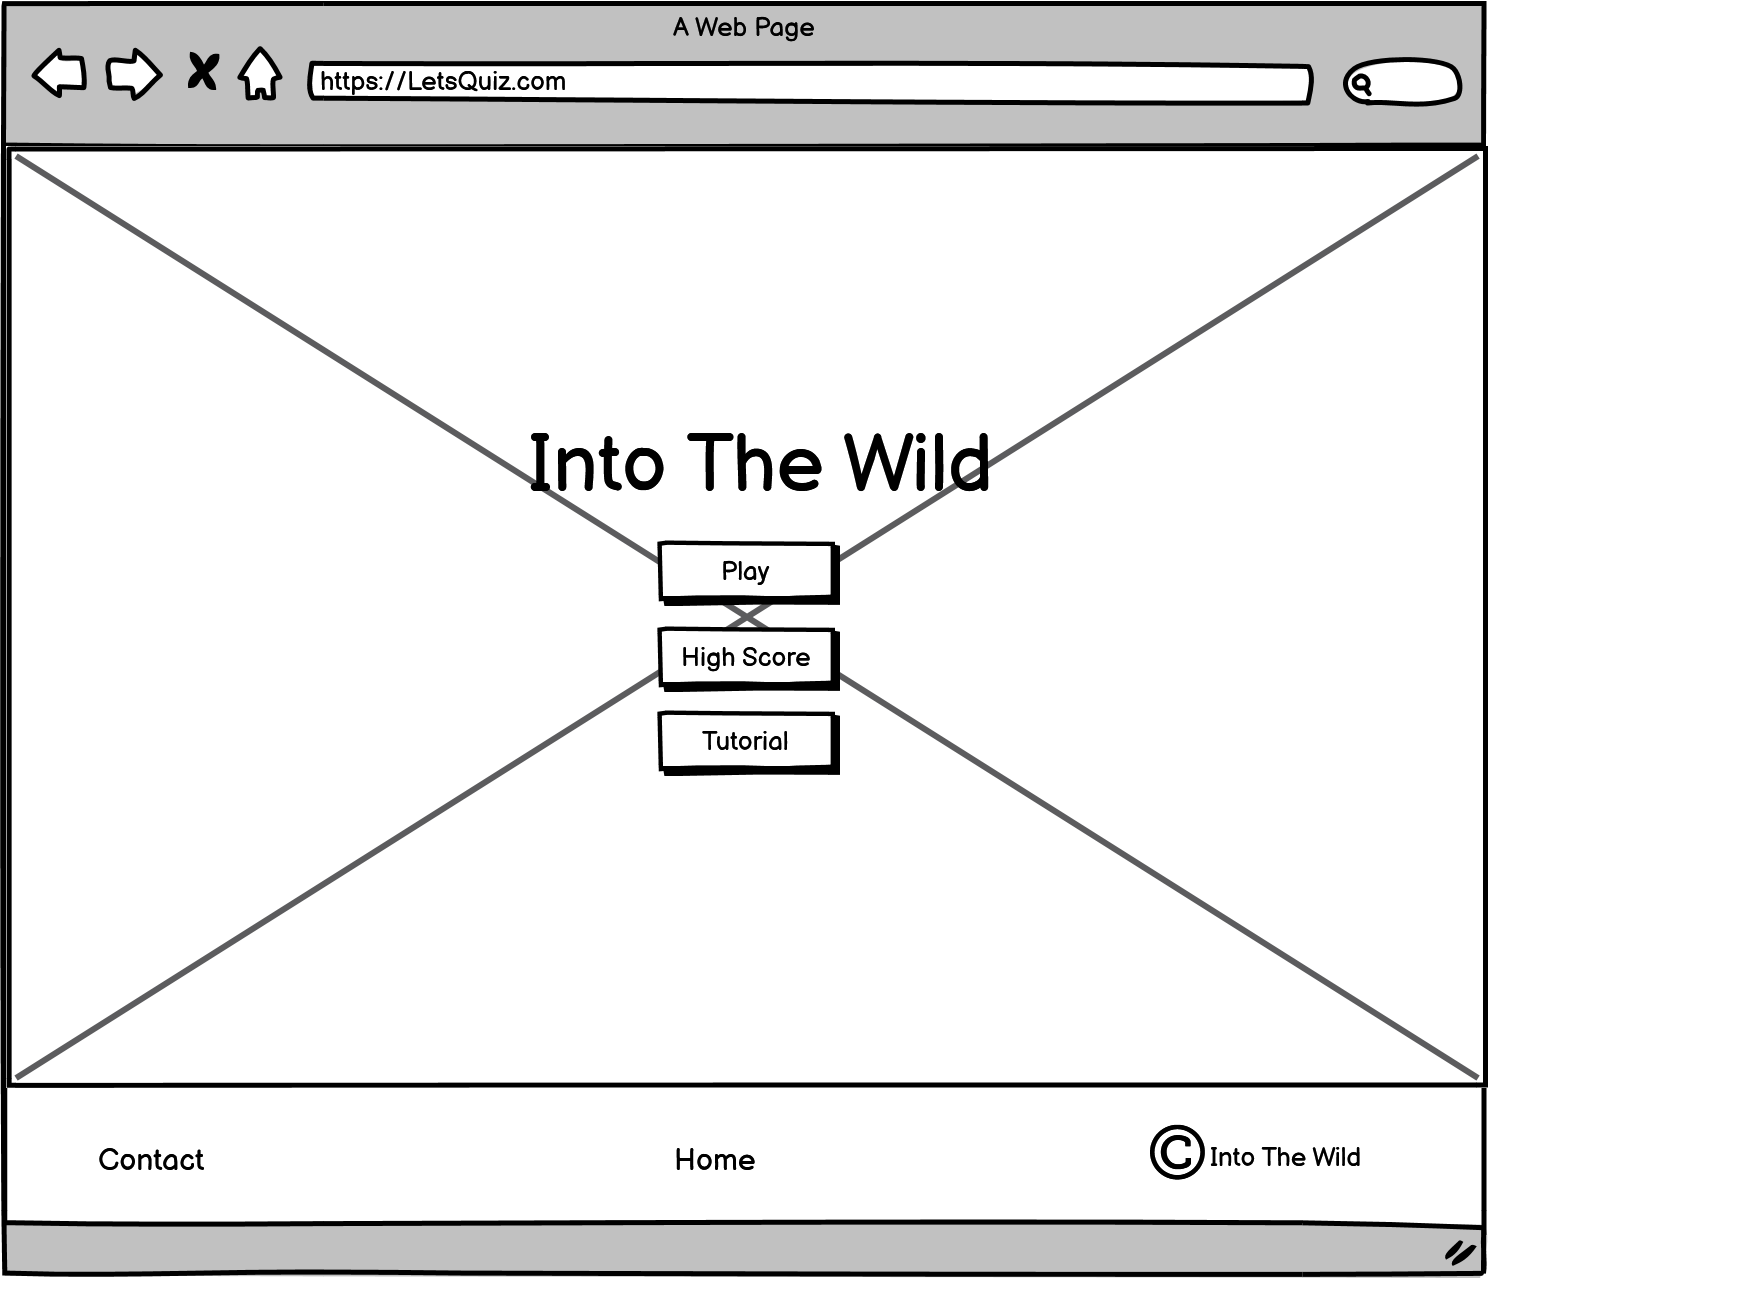 A Web Page
https://LetsQuiz.com
Into The Wild
Play
High Score
Tutorial
Contact
Home
© Into The Wild